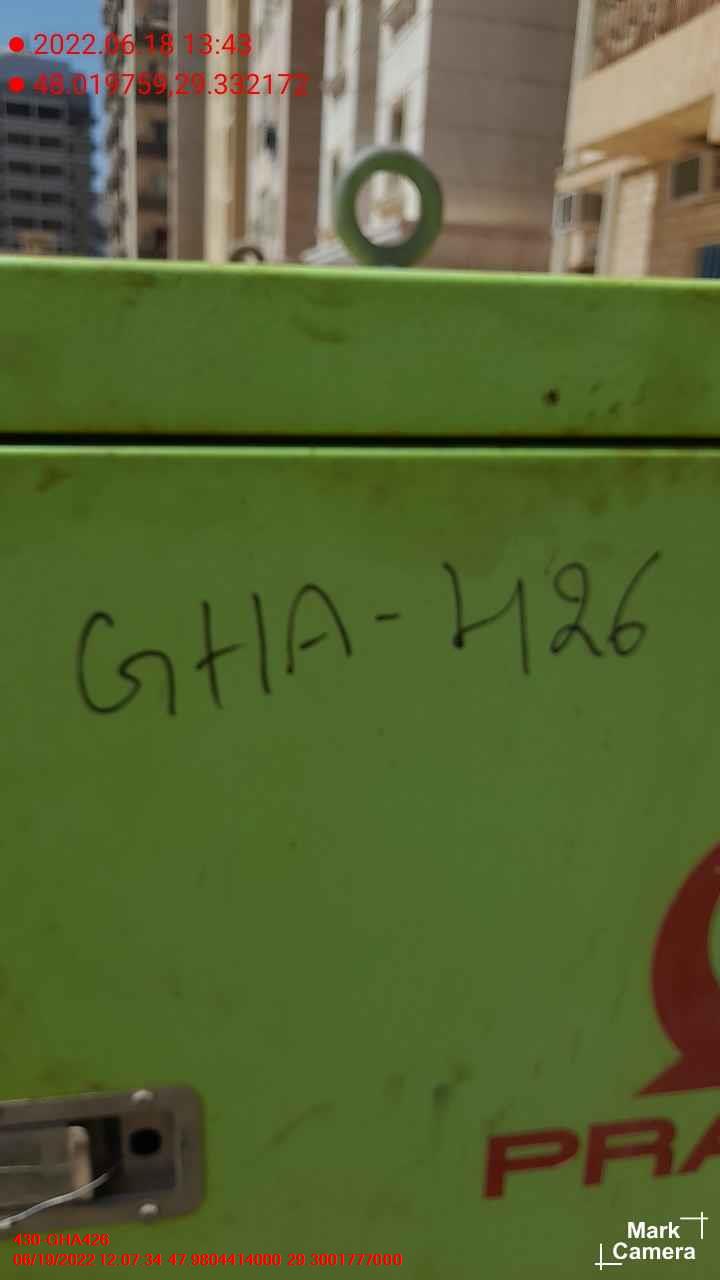 2022.06.18 13:43
48.019759,29.332172
GHA-426
PRA
430-GHA426
06/19/2022 12:07:34 47.9804414000 29.3001777000
Mark
Camera